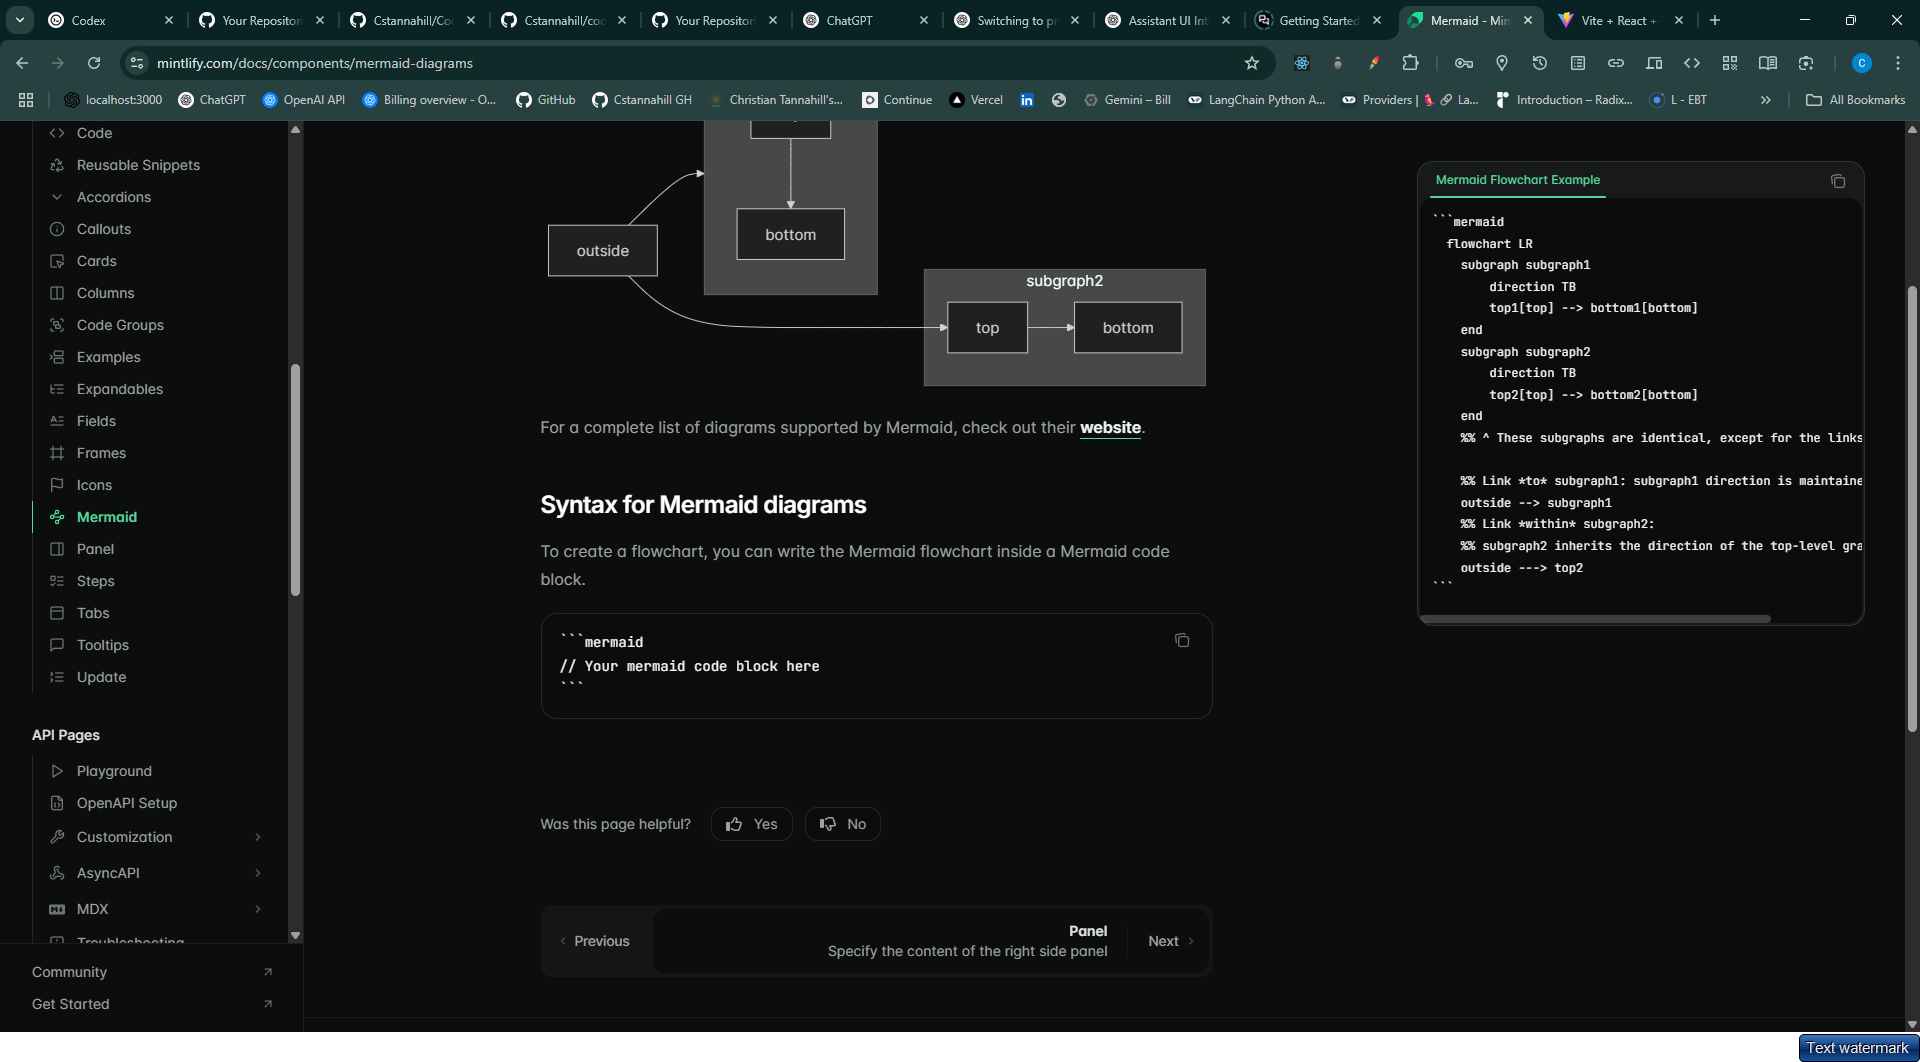 Codex
Your Repositori
Cstannahill/Co
Cstannahill/co
Your Repositori
ChatGPT
Switching to p
Assistant UI Int
Getting Started
Mermaid - Min
Vite + React +
mintlify.com/docs/components/mermaid-diagrams
localhost:3000
ChatGPT
OpenAI API
Billing overview - O...
GitHub
Cstannahill GH
Christian Tannahill's...
Continue
Vercel
Gemini – Bill
LangChain Python A...
Providers | 🦜🔗 La...
Introduction – Radix...
L - EBT
All Bookmarks
Code
Reusable Snippets
Accordions
Callouts
Cards
Columns
Code Groups
Examples
Expandables
Fields
Frames
Icons
Mermaid
Panel
Steps
Tabs
Tooltips
Update
API Pages
Playground
OpenAPI Setup
Customization
AsyncAPI
MDX
Troubleshooting
Community
Get Started
outside
bottom
subgraph2
top
bottom
For a complete list of diagrams supported by Mermaid, check out their website.
Syntax for Mermaid diagrams
To create a flowchart, you can write the Mermaid flowchart inside a Mermaid code
block.
```mermaid
// Your mermaid code block here
```
Was this page helpful?
Yes
No
Previous
Panel
Specify the content of the right side panel
Next
Mermaid Flowchart Example
```mermaid
flowchart LR
subgraph subgraph1
direction TB
top1[top] --> bottom1[bottom]
end
subgraph subgraph2
direction TB
top2[top] --> bottom2[bottom]
end
%% ^ These subgraphs are identical, except for the links
%% Link *to* subgraph1: subgraph1 direction is maintaine
outside --> subgraph1
%% Link *within* subgraph2:
%% subgraph2 inherits the direction of the top-level gra
outside ---> top2
```
Text watermark